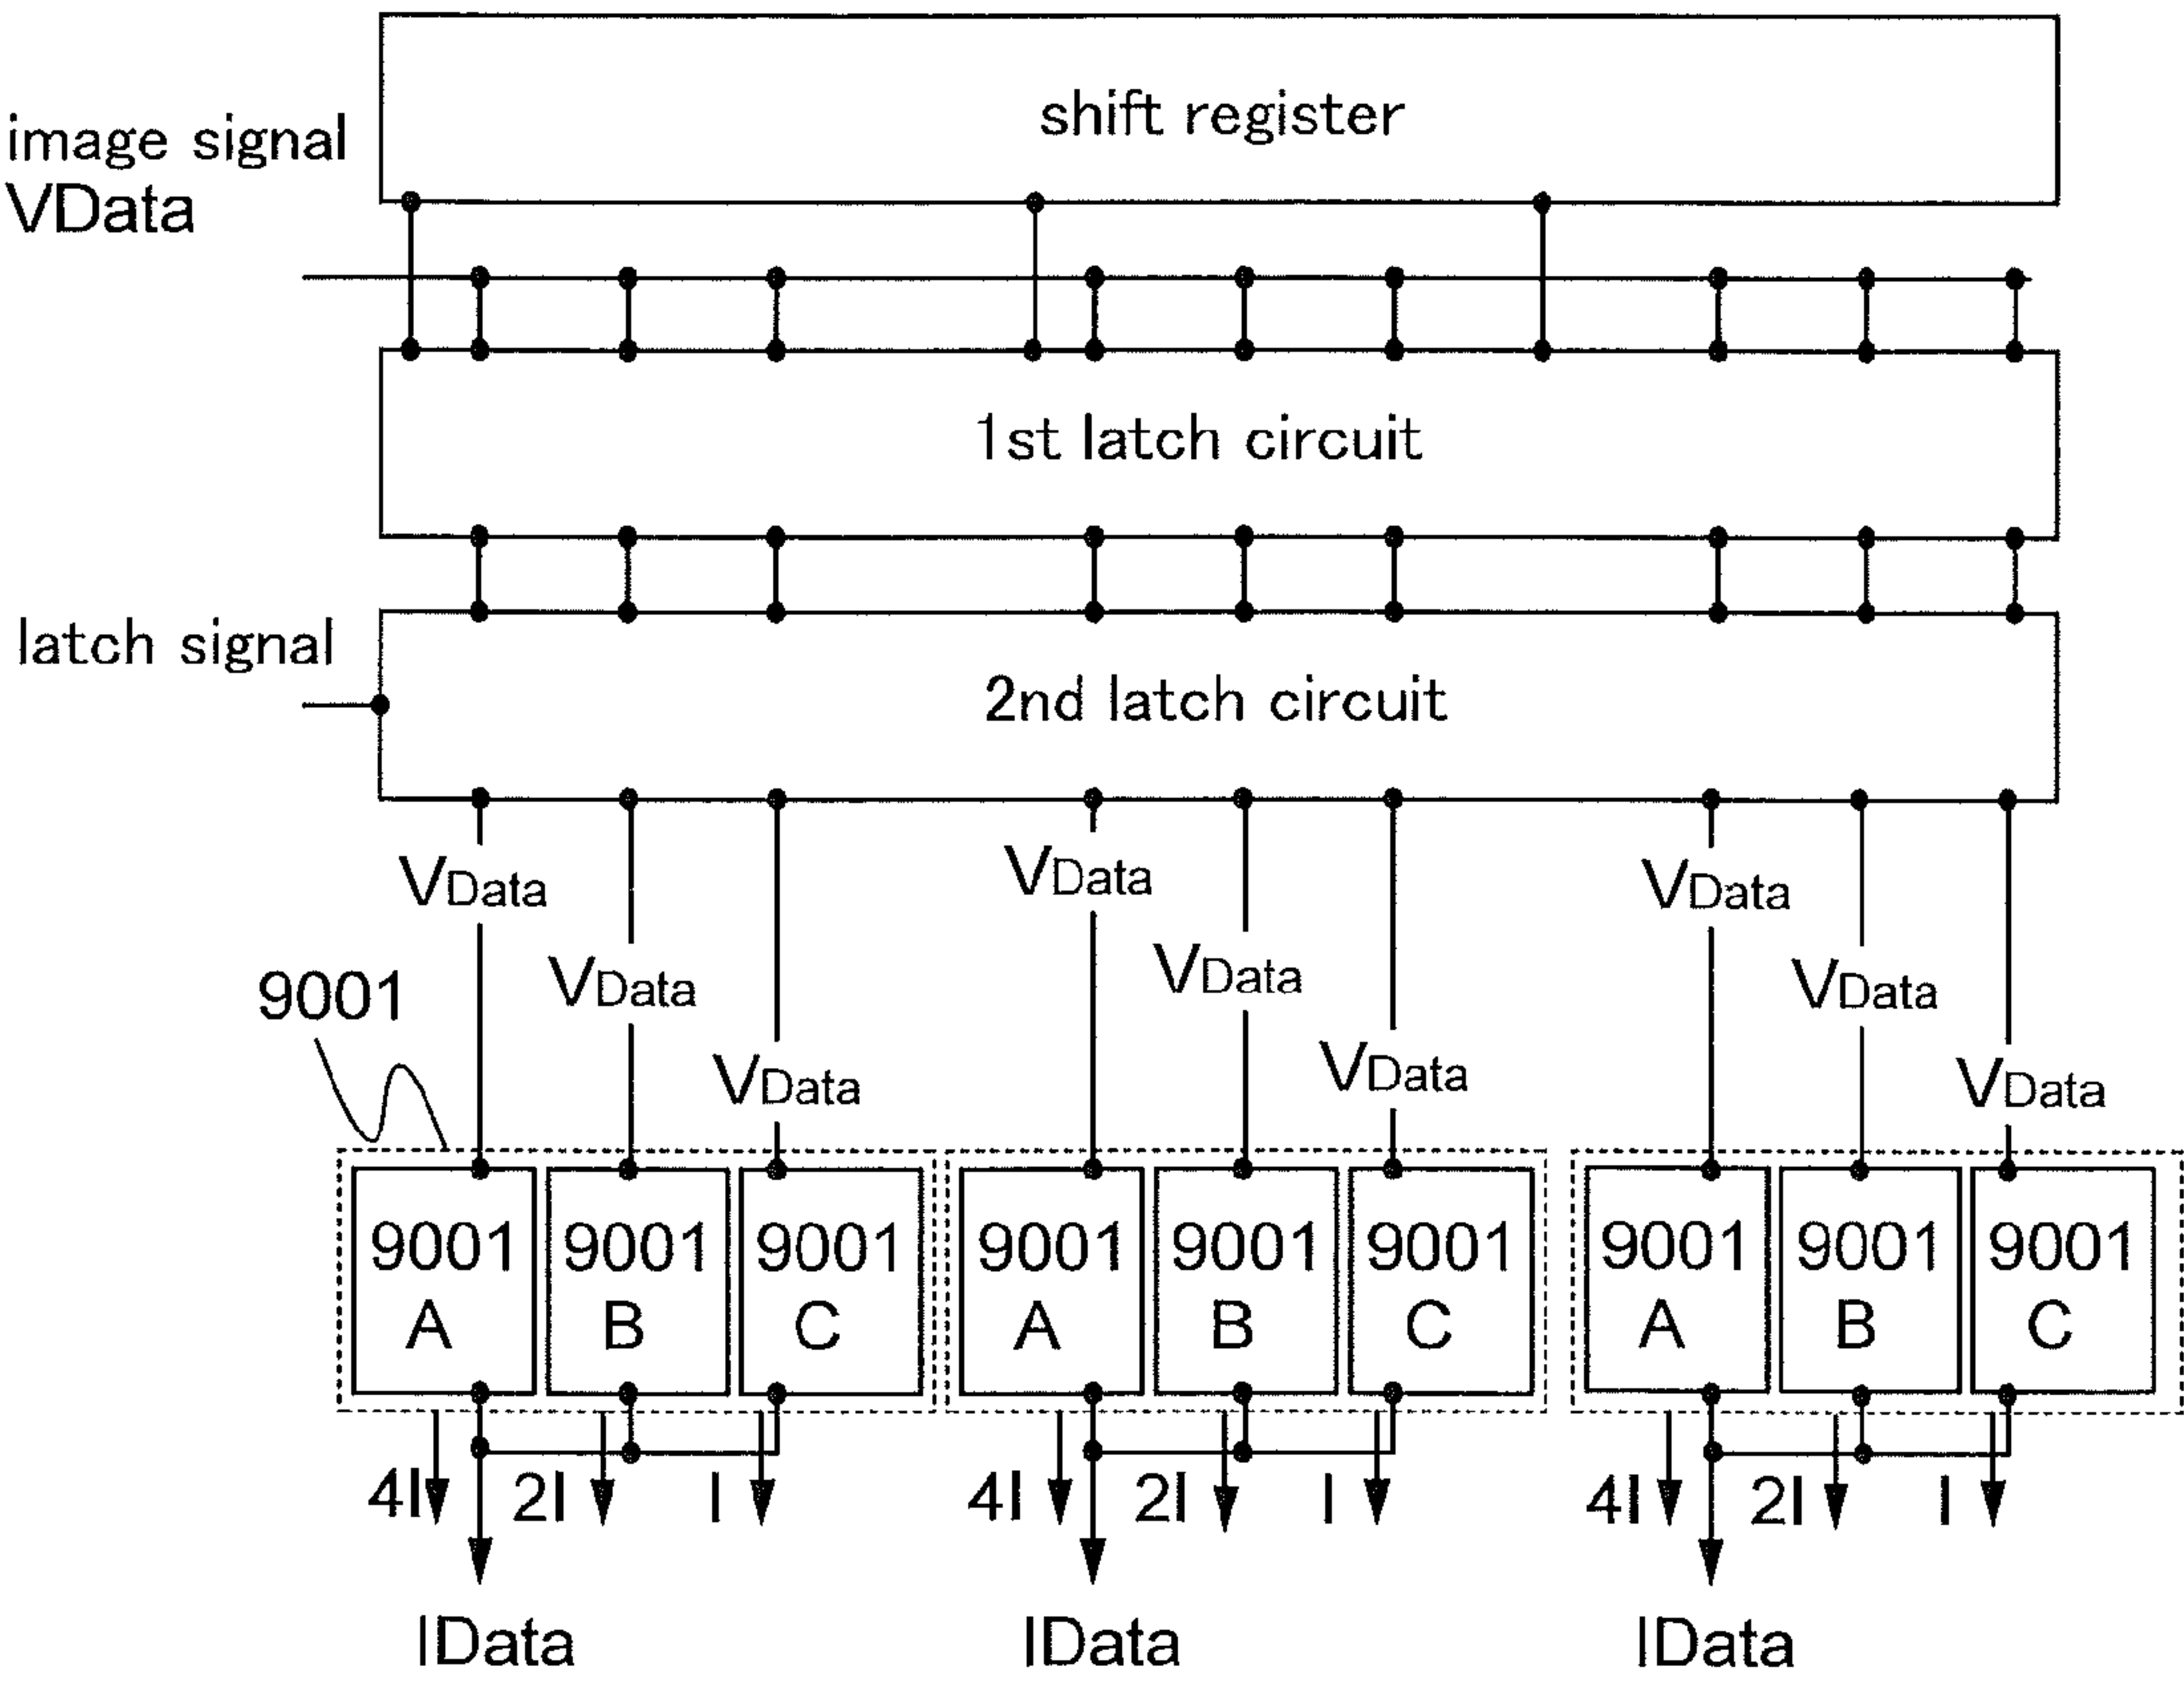 shift register
image signal
VData
1st latch circuit
latch signal
2nd latch circuit
VData VData VData
VData VData VData
VData VData VData
9001
9001 9001 9001 9001 9001 9001 9001 9001 9001
A B C A B C A B C
4I 2I I 4I 2I I 4I 2I I
IData IData IData